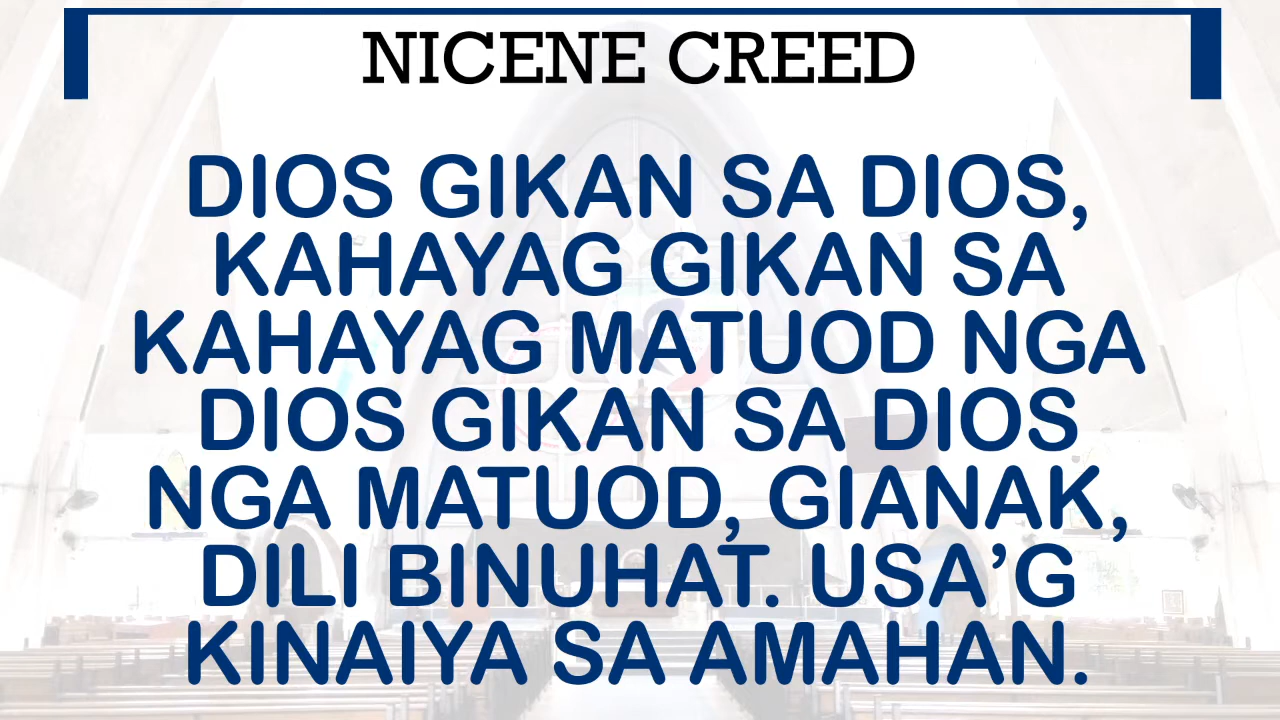 NICENE CREED
DIOS GIKAN SA DIOS,
KAHAYAG GIKAN SA
KAHAYAG MATUOD NGA
DIOS GIKAN SA DIOS
NGA MATUOD, GIANAK,
DILI BINUHAT. USA’G
KINAIYA SA AMAHAN.